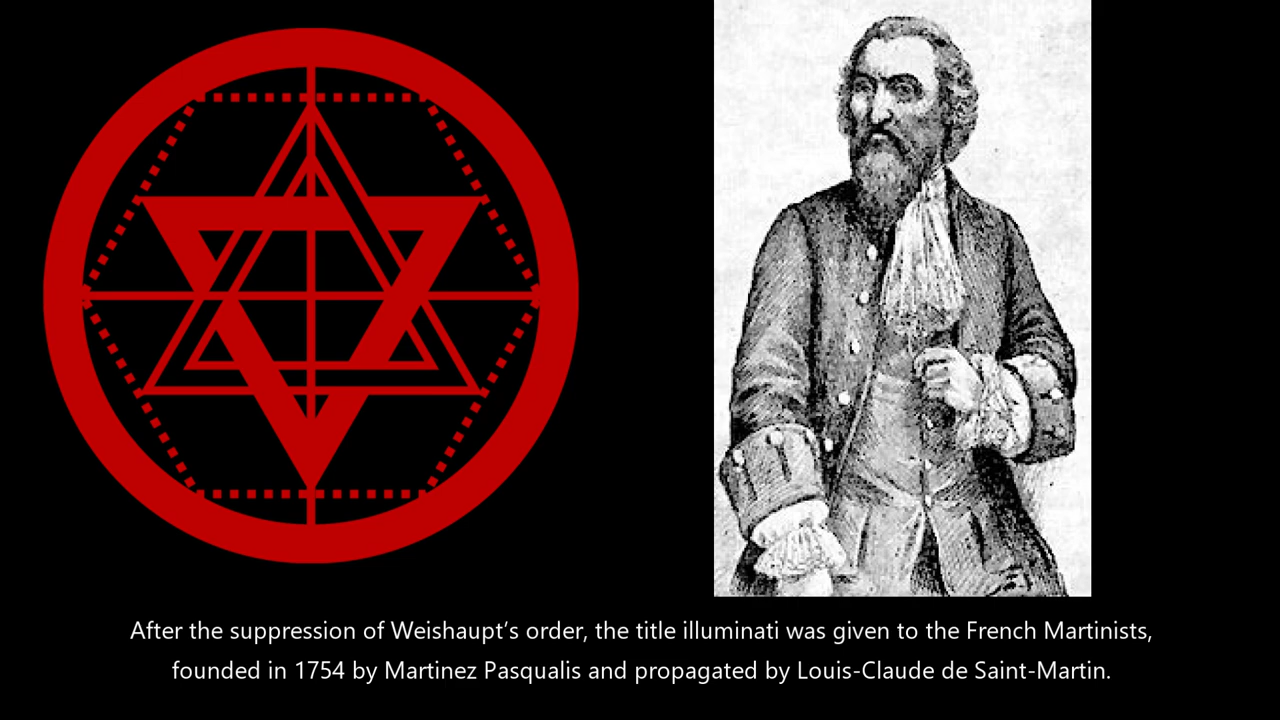 After the suppression of Weishaupt’s order, the title illuminati was given to the French Martinists,
founded in 1754 by Martinez Pasqualis and propagated by Louis-Claude de Saint-Martin.